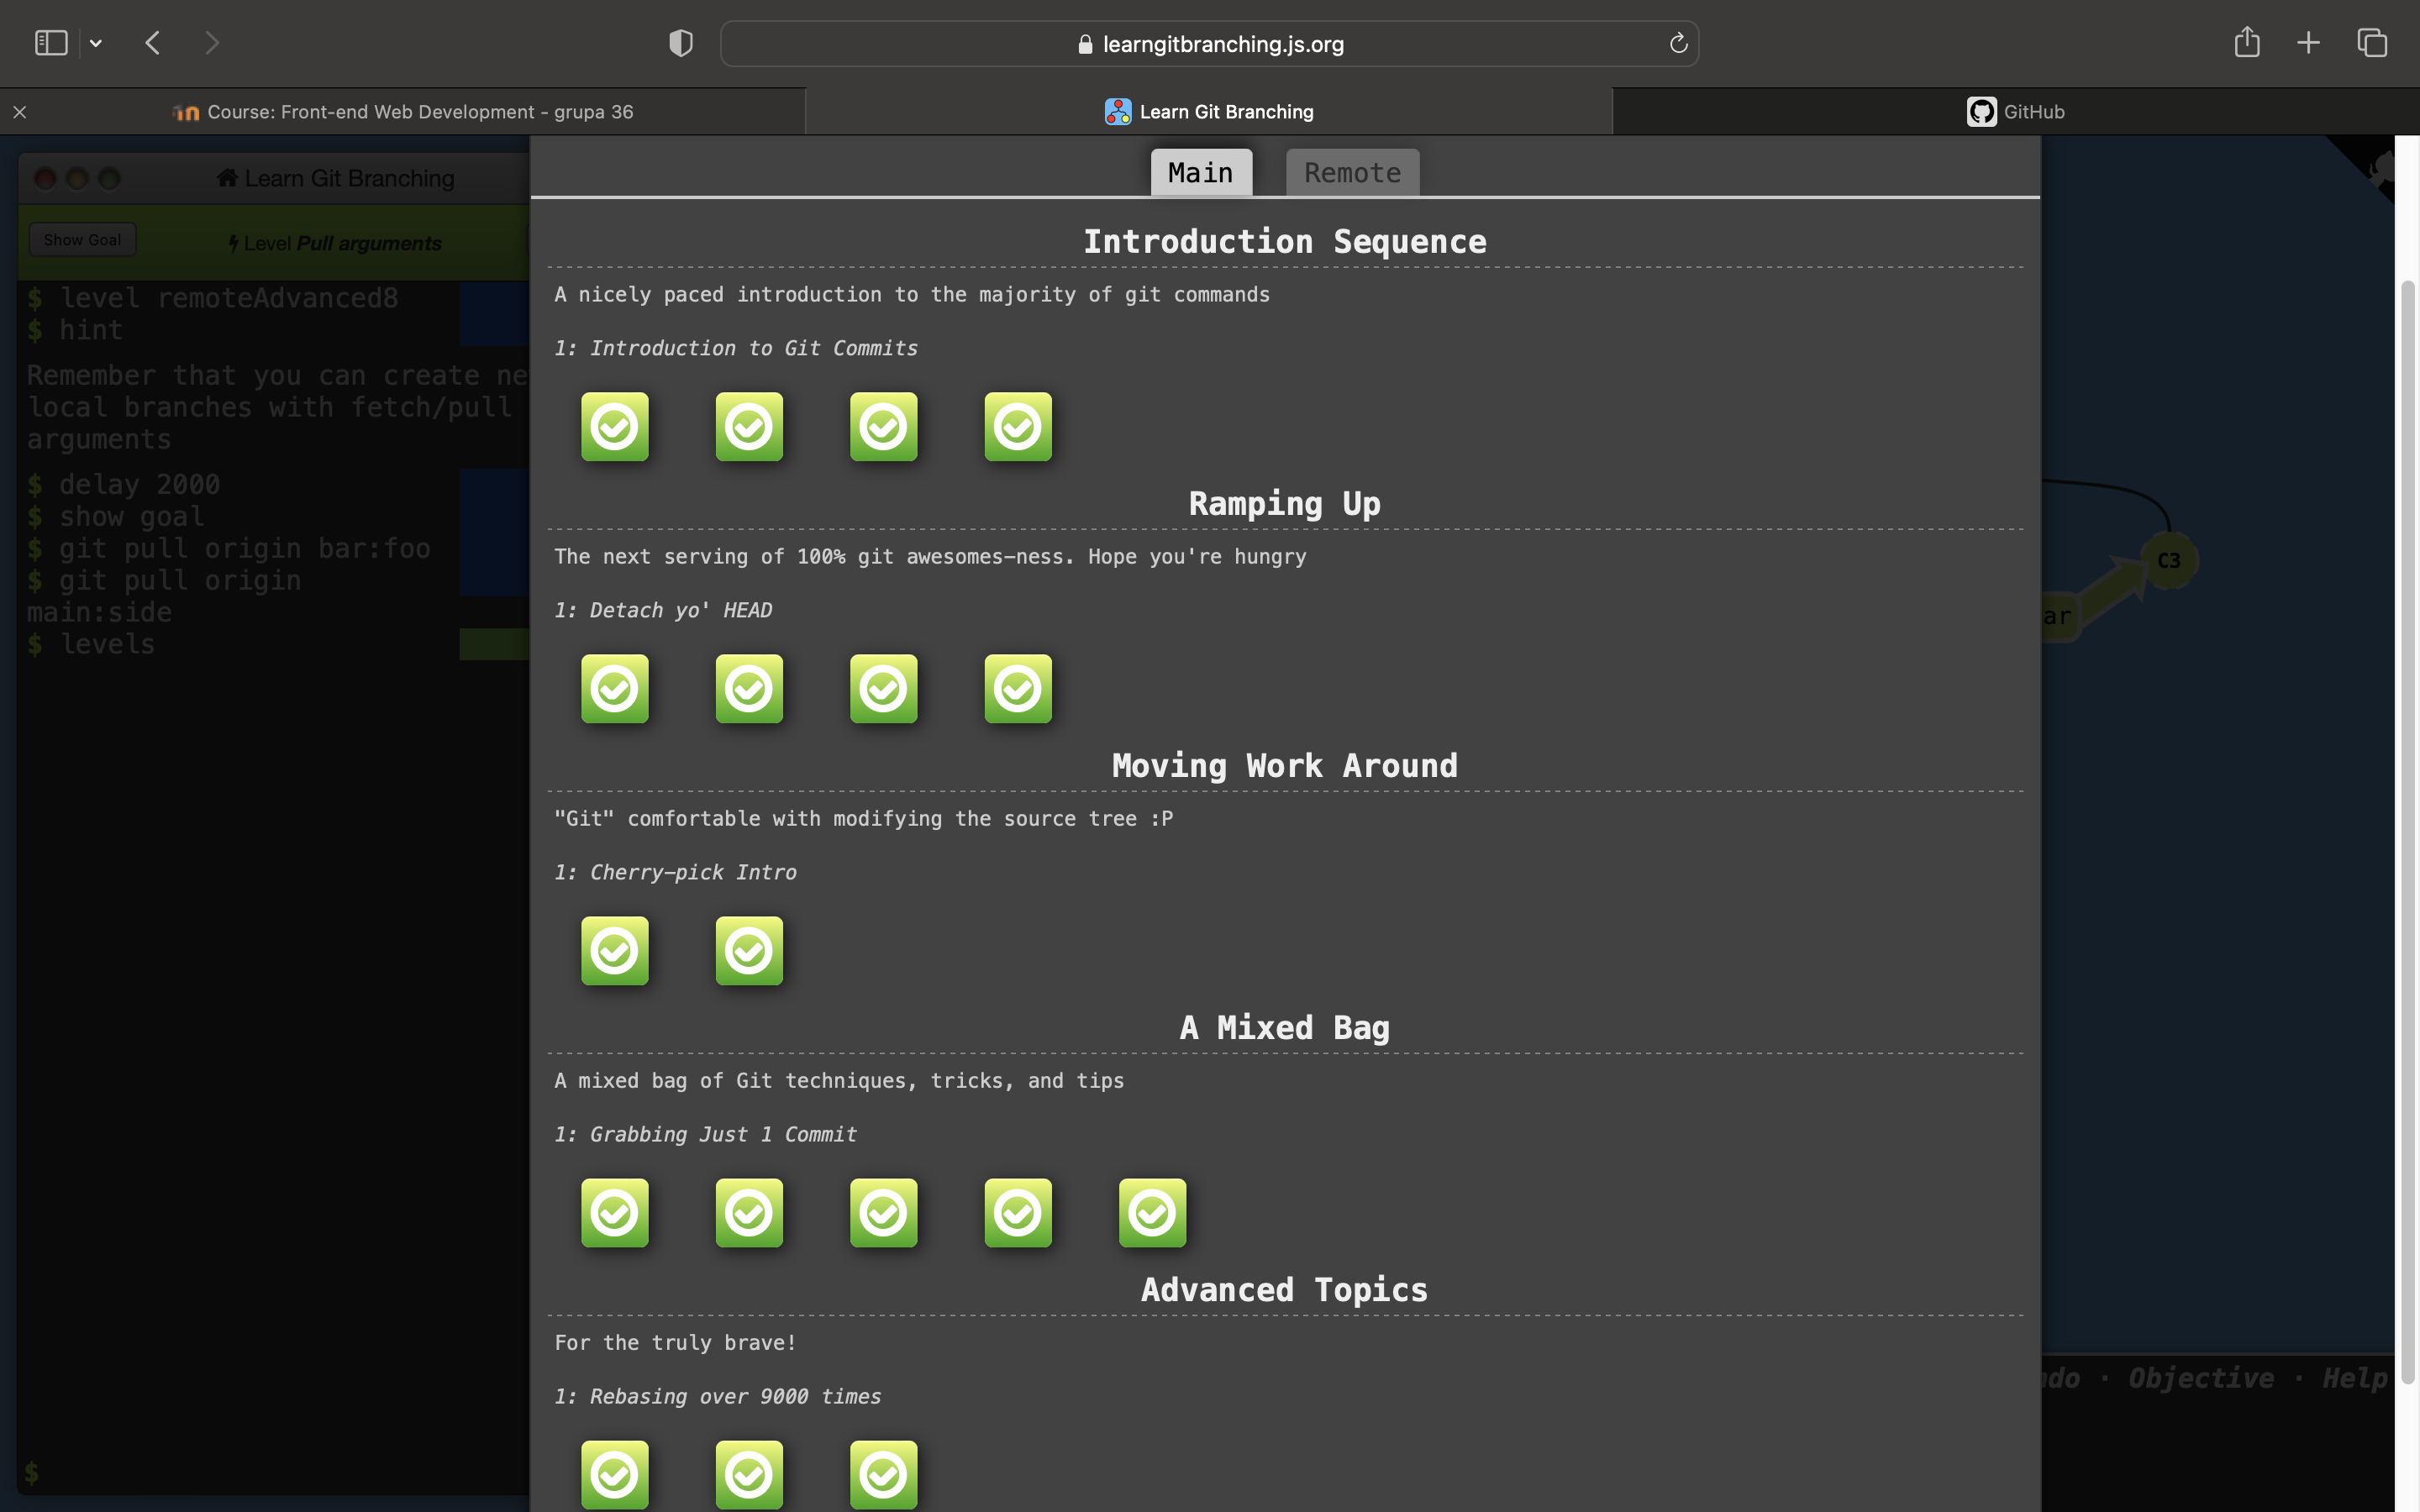 learngitbranching.js.org
Course: Front-end Web Development - grupa 36
Learn Git Branching
GitHub
Learn Git Branching
Show Goal
Level Pull arguments
$ level remoteAdvanced8
$ hint
Remember that you can create ne
local branches with fetch/pull
arguments
$ delay 2000
$ show goal
$ git pull origin bar:foo
$ git pull origin
main:side
$ levels
$
Main
Remote
Introduction Sequence
A nicely paced introduction to the majority of git commands
1: Introduction to Git Commits
Ramping Up
The next serving of 100% git awesomes-ness. Hope you're hungry
1: Detach yo' HEAD
Moving Work Around
"Git" comfortable with modifying the source tree :P
1: Cherry-pick Intro
A Mixed Bag
A mixed bag of Git techniques, tricks, and tips
1: Grabbing Just 1 Commit
Advanced Topics
For the truly brave!
1: Rebasing over 9000 times
C3
ar
do · Objective · Help